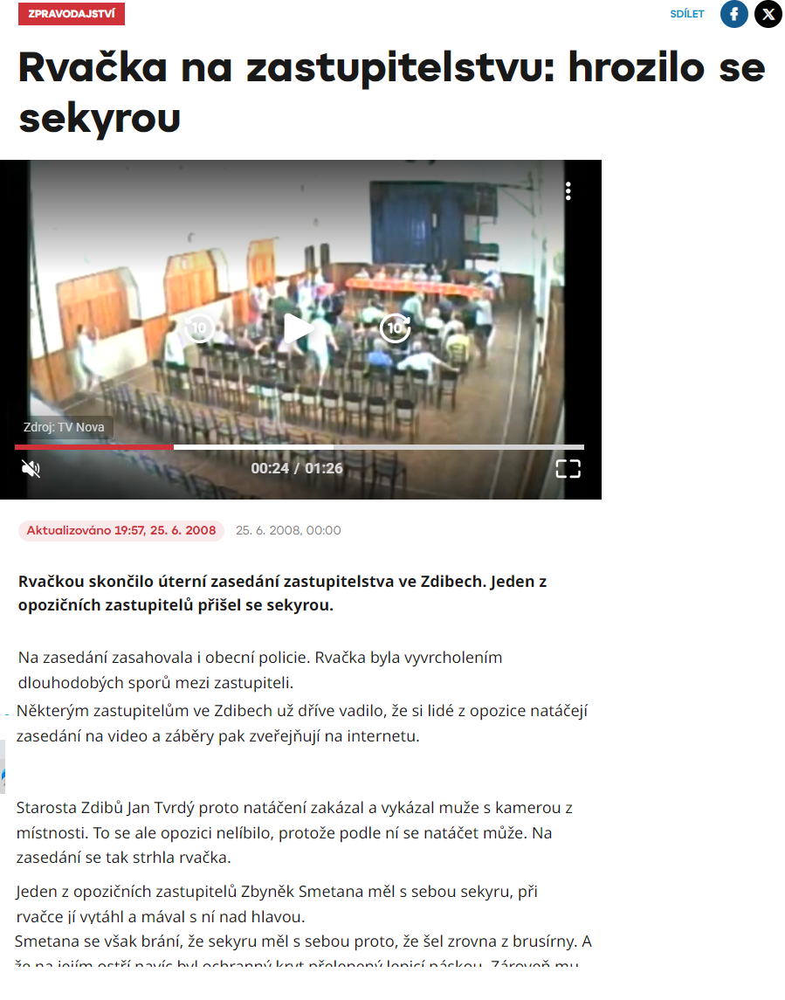 ZPRAVODAJSTVÍ
SDÍLET
Rvačka na zastupitelstvu: hrozilo se
sekyrou
10
10
Zdroj: TV Nova
00:24 / 01:26
Aktualizováno 19:57, 25. 6. 2008 25. 6. 2008, 00:00
Rvačkou skončilo úterní zasedání zastupitelstva ve Zdibech. Jeden z
opozičních zastupitelů přišel se sekyrou.
Na zasedání zasahovala i obecní policie. Rvačka byla vyvrcholením
dlouhodobých sporů mezi zastupiteli.
Některým zastupitelům ve Zdibech už dříve vadilo, že si lidé z opozice natáčejí
zasedání na video a záběry pak zveřejňují na internetu.
Starosta Zdibů Jan Tvrdý proto natáčení zakázal a vykázal muže s kamerou z
místnosti. To se ale opozici nelíbilo, protože podle ní se natáčet může. Na
zasedání se tak strhla rvačka.
Jeden z opozičních zastupitelů Zbyněk Smetana měl s sebou sekyru, při
rvačce jí vytáhl a mával s ní nad hlavou.
Smetana se však brání, že sekyru měl s sebou proto, že šel zrovna z brusírny. A
že na jejím ostří navíc byl ochranný kryt přelepený lepicí páskou. Zároveň mu